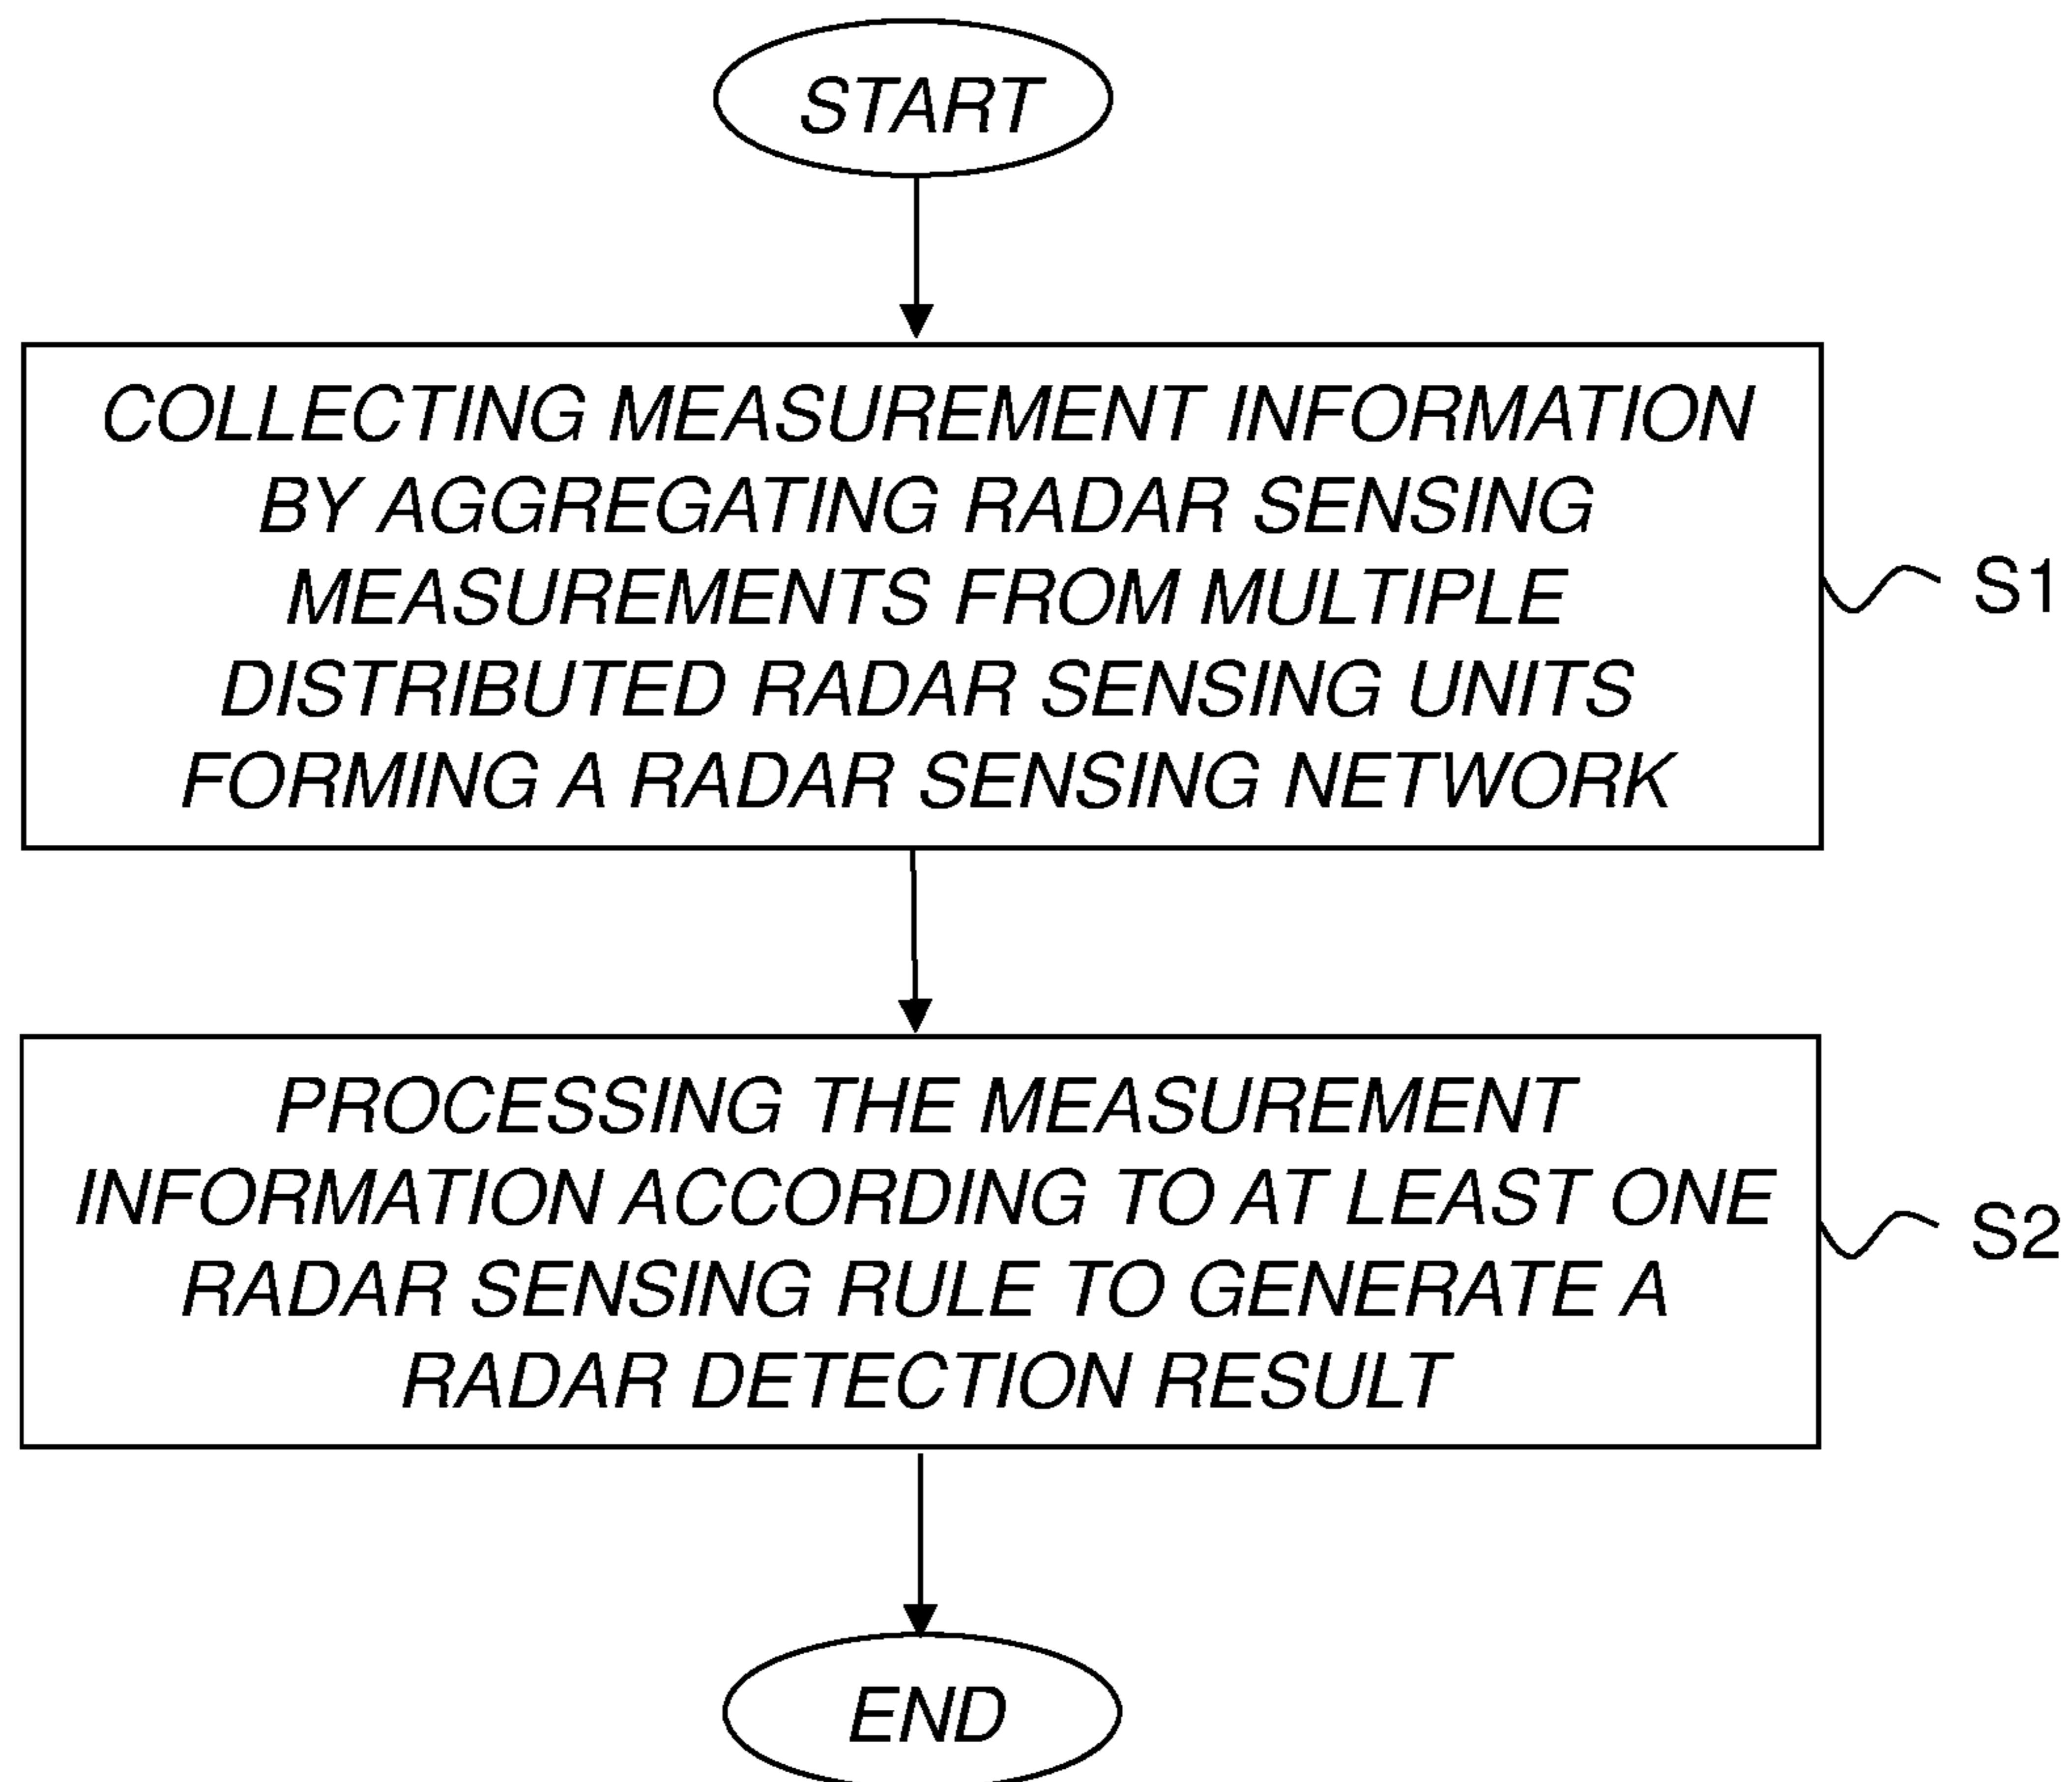 START
COLLECTING MEASUREMENT INFORMATION
BY AGGREGATING RADAR SENSING
MEASUREMENTS FROM MULTIPLE
DISTRIBUTED RADAR SENSING UNITS
FORMING A RADAR SENSING NETWORK
S1
PROCESSING THE MEASUREMENT
INFORMATION ACCORDING TO AT LEAST ONE
RADAR SENSING RULE TO GENERATE A
RADAR DETECTION RESULT
S2
END